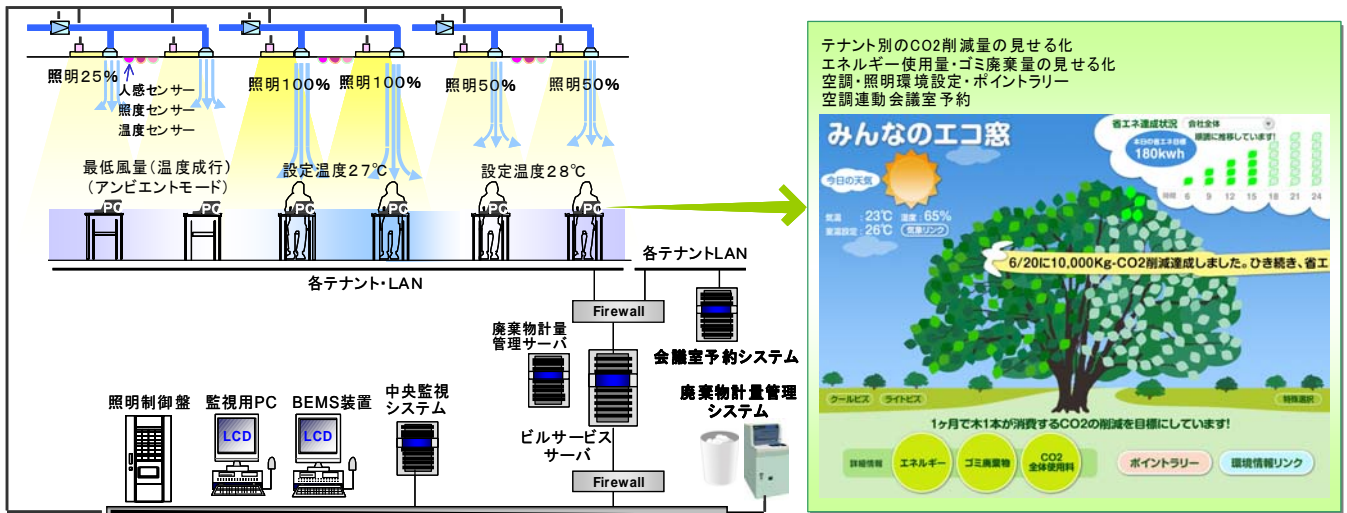 照明25%
照明100%
照明100%
照明50%
照明50%
人感センサー
照度センサー
温度センサー
最低風量(温度成行)
(アンビエントモード)
設定温度27℃
設定温度28℃
PC
PC
PC
PC
PC
PC
各テナント・LAN
各テナントLAN
Firewall
廃棄物計量
管理サーバ
会議室予約システム
照明制御盤
監視用PC
BEMS装置
中央監視
システム
LCD
LCD
ビルサービス
サーバ
廃棄物計量管理
システム
Firewall
テナント別のCO2削減量の見せる化
エネルギー使用量・ゴミ廃棄量の見せる化
空調・照明環境設定・ポイントラリー
空調連動会議室予約
みんなのエコ窓
省エネ達成状況 会社全体
順調に推移しています!
本日の省エネ目標
180kwh
時間 6 9 12 15 18 21 24
今日の天気
気温 :23℃ 湿度:65%
室温設定:26℃ 気象リンク
6/20に10,000Kg-CO2削減達成しました。ひき続き、省エ
クールビズ ライトビズ
特殊選択
1ヶ月で木1本が消費するCO2の削減を目標にしています!
詳細情報 エネルギー ゴミ廃棄物 CO2
全体使用料
ポイントラリー 環境情報リンク